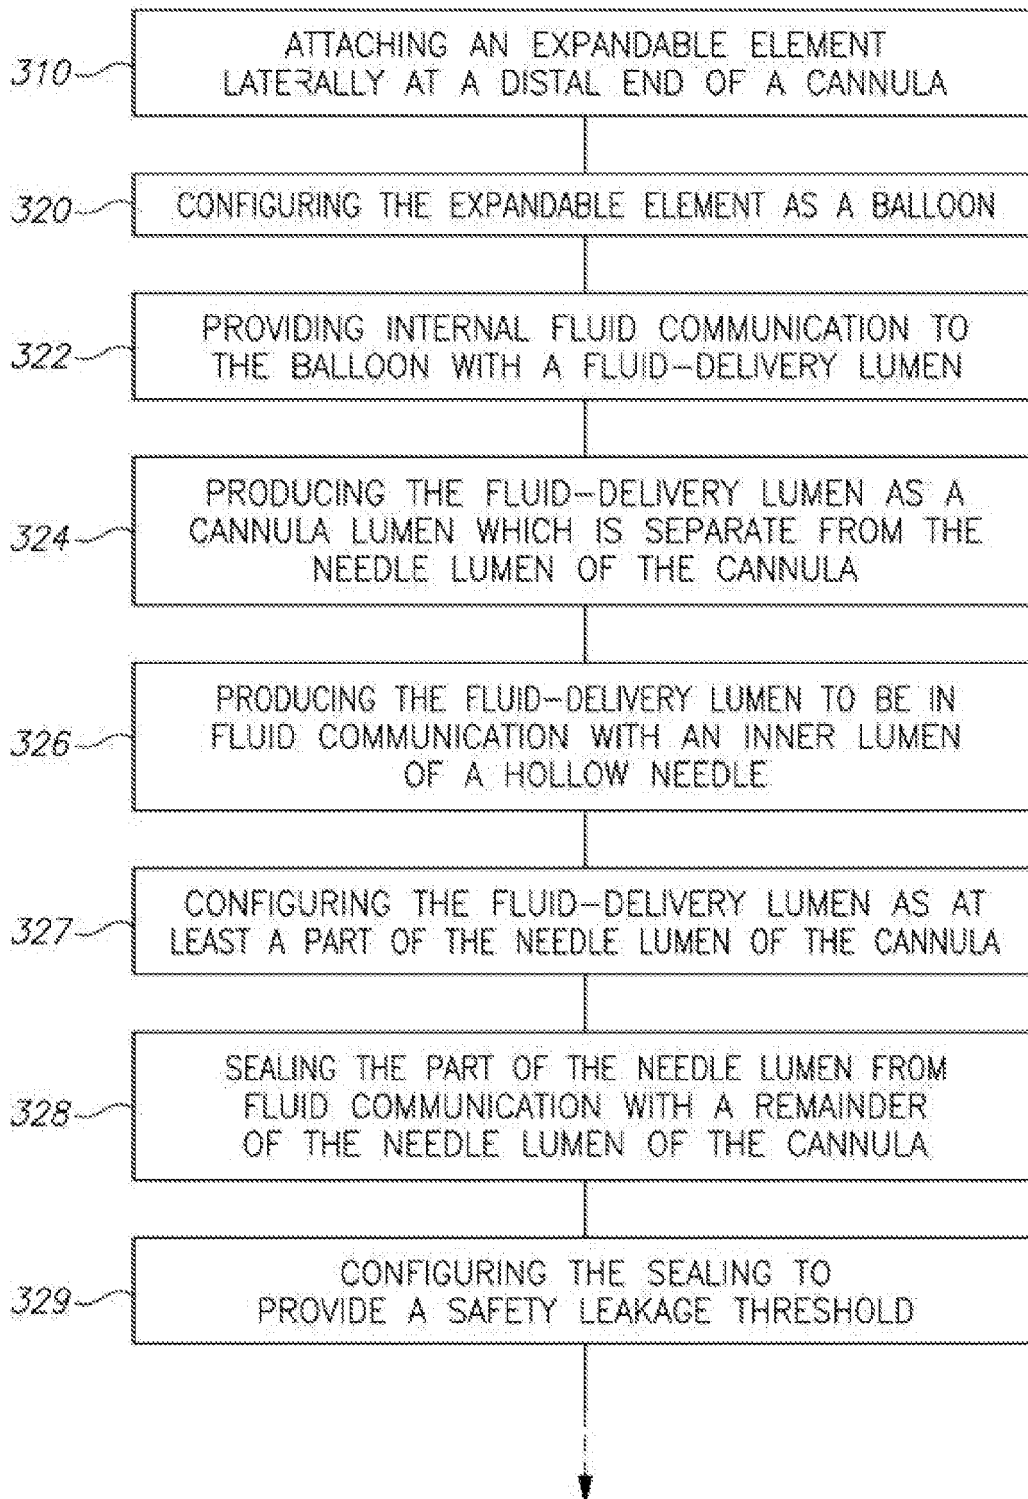 310
ATTACHING AN EXPANDABLE ELEMENT
LATERALLY AT A DISTAL END OF A CANNULA
320
CONFIGURING THE EXPANDABLE ELEMENT AS A BALLOON
322
PROVIDING INTERNAL FLUID COMMUNICATION TO
THE BALLOON WITH A FLUID-DELIVERY LUMEN
324
PRODUCING THE FLUID-DELIVERY LUMEN AS A
CANNULA LUMEN WHICH IS SEPARATE FROM THE
NEEDLE LUMEN OF THE CANNULA
326
PRODUCING THE FLUID-DELIVERY LUMEN TO BE IN
FLUID COMMUNICATION WITH AN INNER LUMEN
OF A HOLLOW NEEDLE
327
CONFIGURING THE FLUID-DELIVERY LUMEN AS AT
LEAST A PART OF THE NEEDLE LUMEN OF THE CANNULA
328
SEALING THE PART OF THE NEEDLE LUMEN FROM
FLUID COMMUNICATION WITH A REMAINDER
OF THE NEEDLE LUMEN OF THE CANNULA
329
CONFIGURING THE SEALING TO
PROVIDE A SAFETY LEAKAGE THRESHOLD